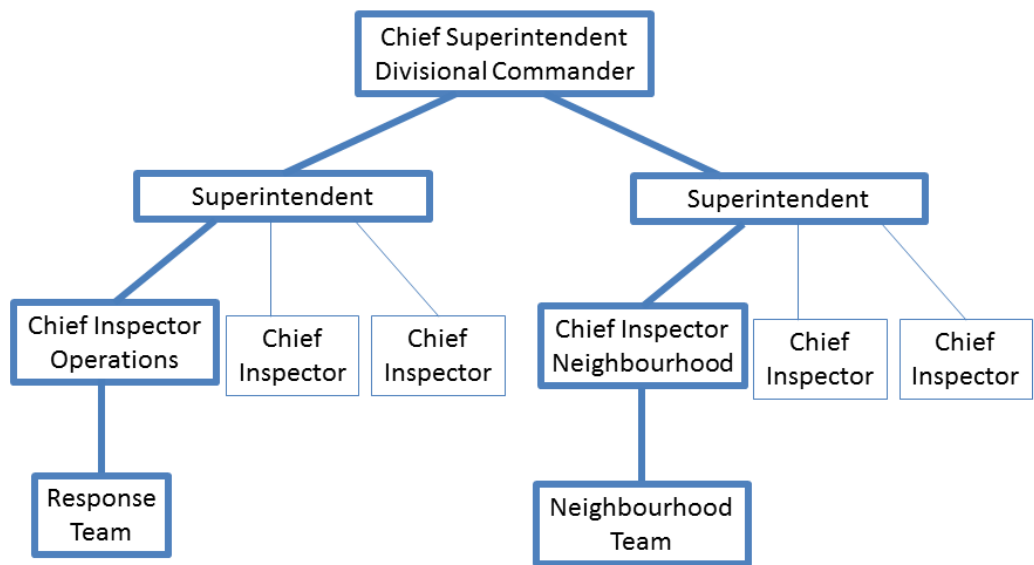 Chief Superintendent
Divisional Commander
Superintendent
Superintendent
Chief Inspector
Operations
Chief
Inspector
Chief
Inspector
Chief Inspector
Neighbourhood
Chief
Inspector
Chief
Inspector
Response
Team
Neighbourhood
Team